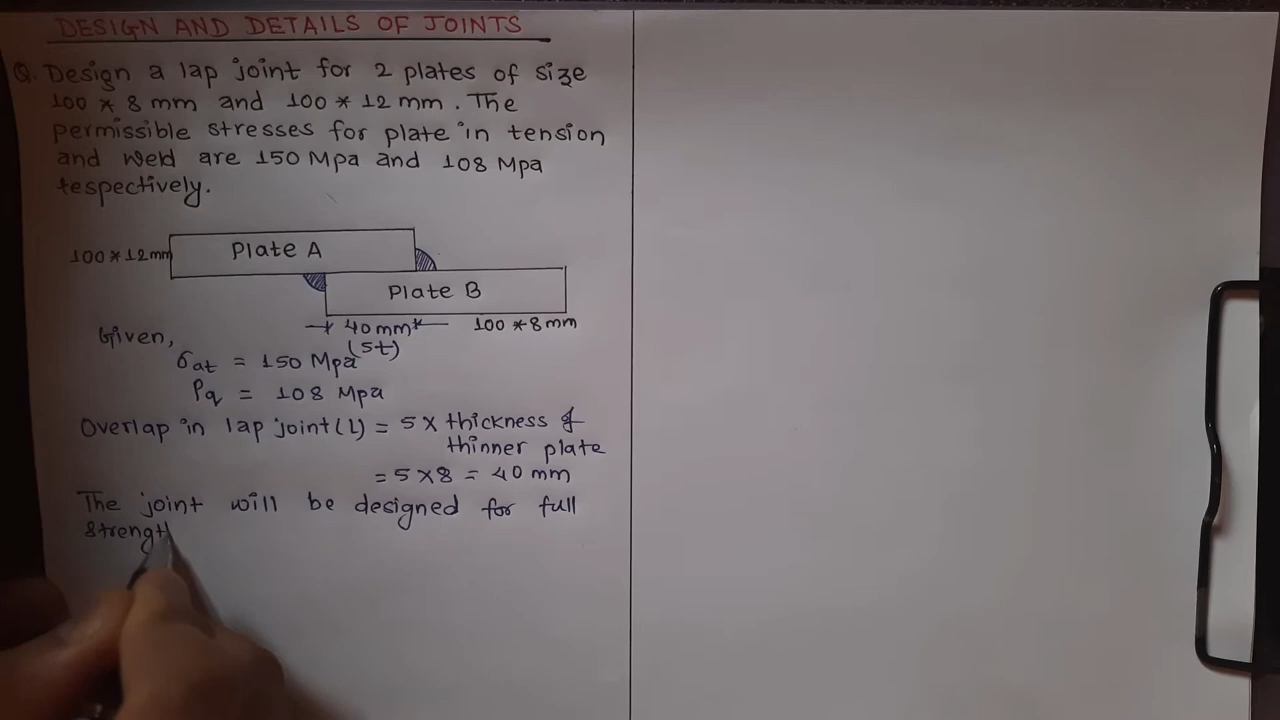 DESIGN AND DETAILS OF JOINTS
Q. Design a lap joint for 2 plates of size
100 * 8 mm and 100 * 12 mm. The
permissible stresses for plate in tension
and weld are 150 Mpa and 108 Mpa
respectively.
100 * 12 mm
Plate A
Plate B
40 mm
100 * 8 mm
(5t)
Given,
σat = 150 Mpa
Pq = 108 Mpa
Overlap in lap joint (l) = 5 × thickness of
thinner plate
= 5 × 8 = 40 mm
The joint will be designed for full
strength